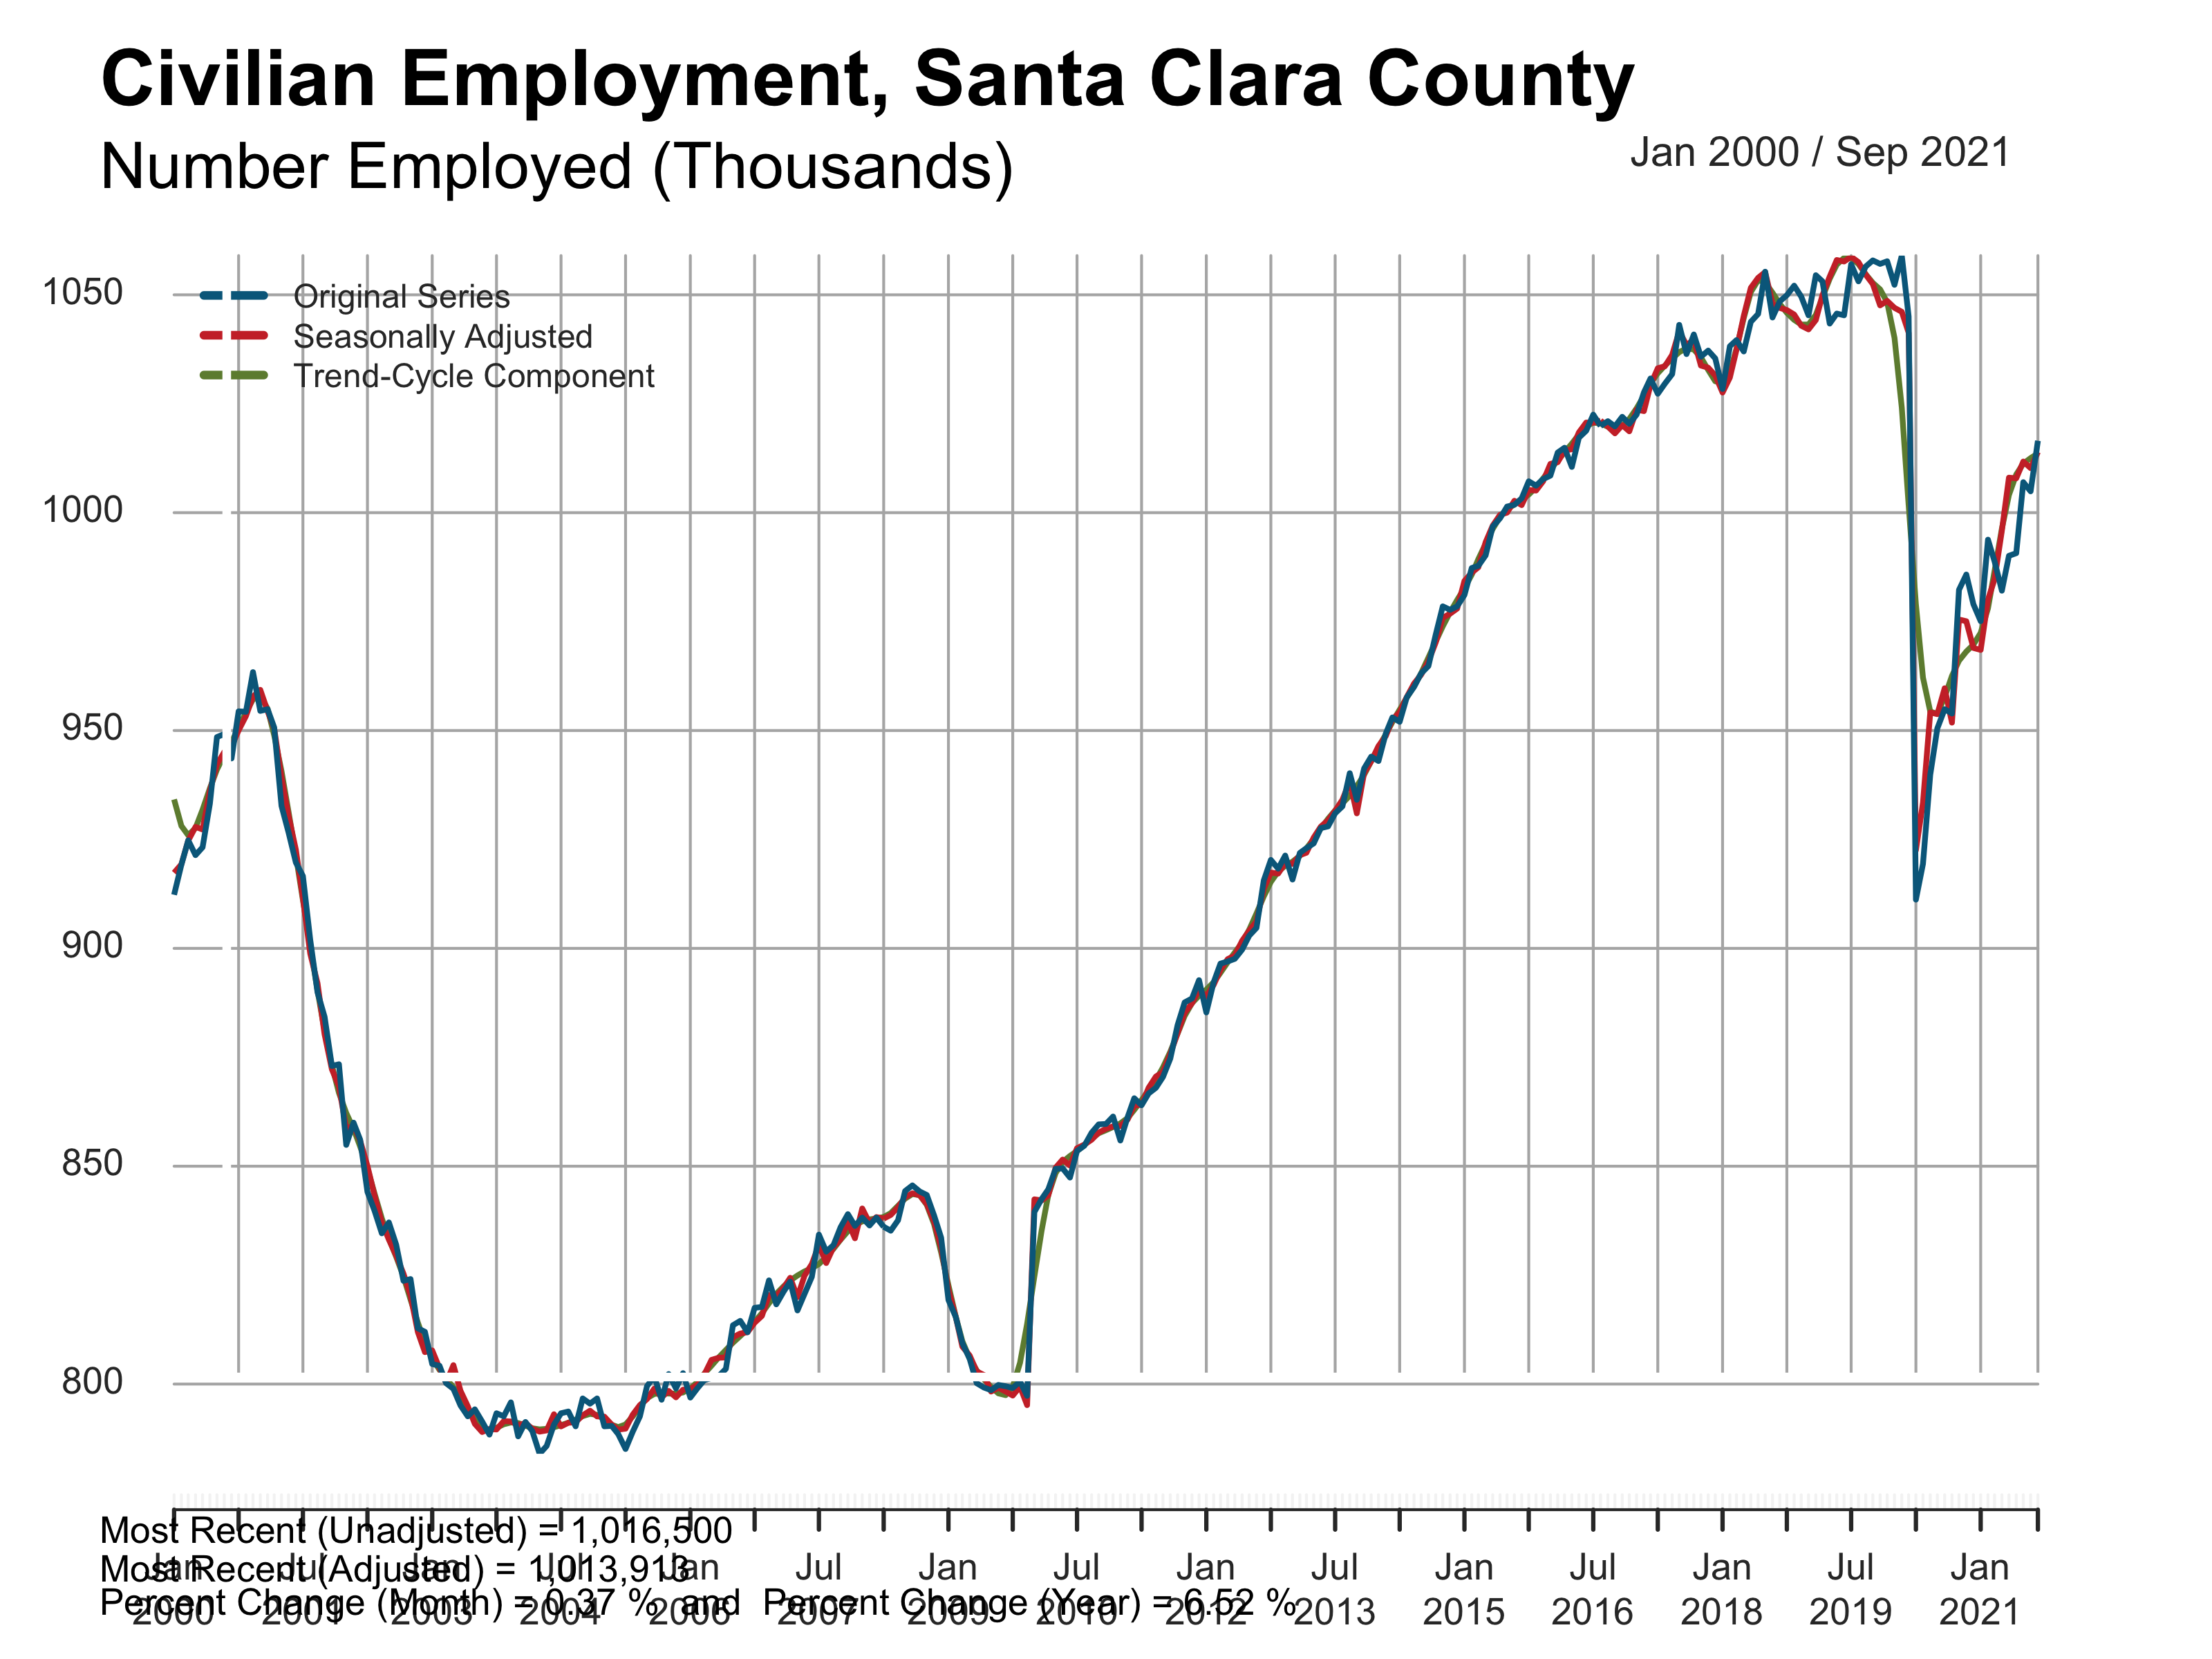 Civilian Employment, Santa Clara County
Number Employed (Thousands)
Jan 2000 / Sep 2021
1050
1000
950
900
850
800
Original Series
Seasonally Adjusted
Trend-Cycle Component
Most Recent (Unadjusted) = 1,016,500
Most Recent (Adjusted) = 1,013,913
Percent Change (Month) = 0.37 % and Percent Change (Year) = 6.52 %
Jan Jul Jan Jul Jan Jul Jan Jul Jan Jul Jan Jul Jan Jul Jan
2000 2001 2003 2004 2006 2007 2009 2010 2012 2013 2015 2016 2018 2019 2021